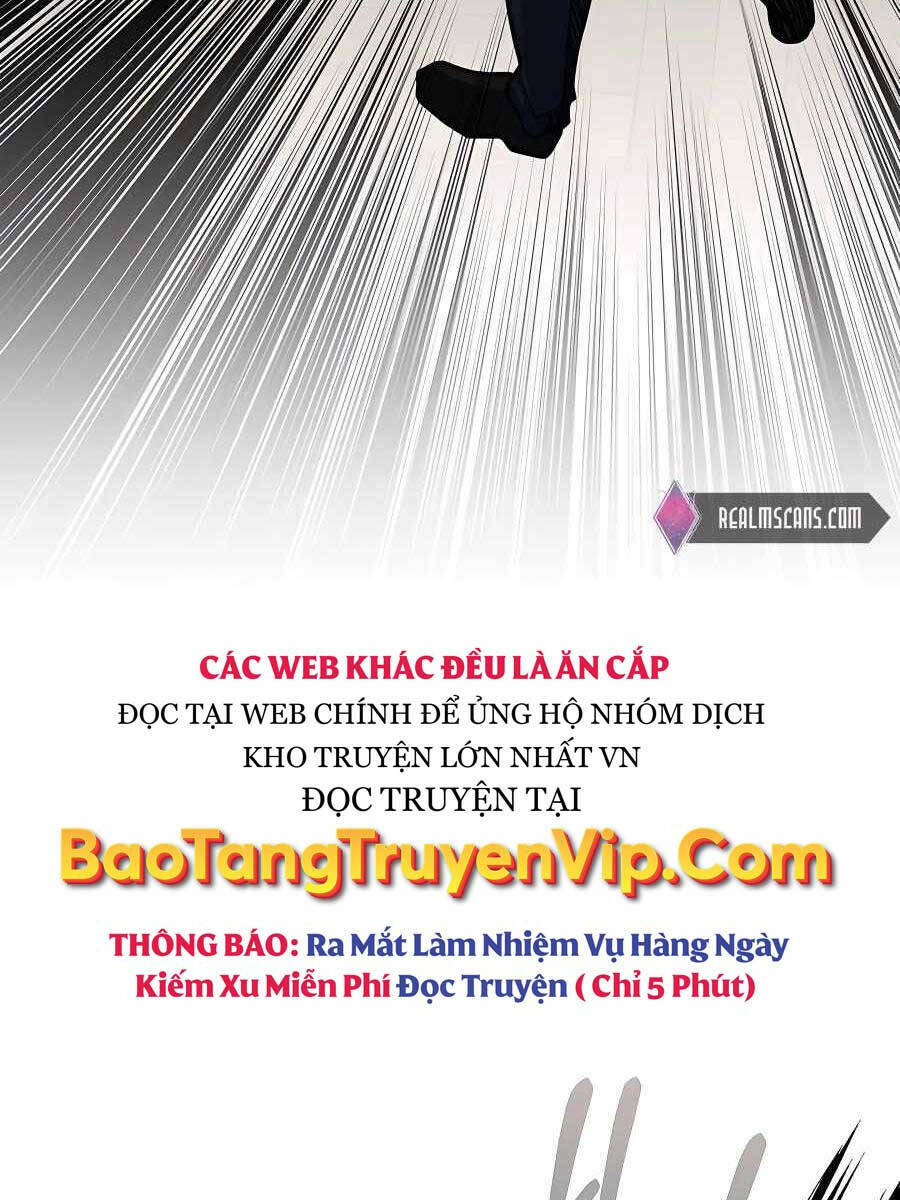 REALMSCANS.COM
CÁC WEB KHÁC ĐỀU LÀ ĂN CẮP
ĐỌC TẠI WEB CHÍNH ĐỂ ỦNG HỘ NHÓM DỊCH
KHO TRUYỆN LỚN NHẤT VN
ĐỌC TRUYỆN TẠI
BaoTangTruyenVip.Com
THÔNG BÁO: Ra Mắt Làm Nhiệm Vụ Hàng Ngày
Kiếm Xu Miễn Phí Đọc Truyện ( Chỉ 5 Phút)